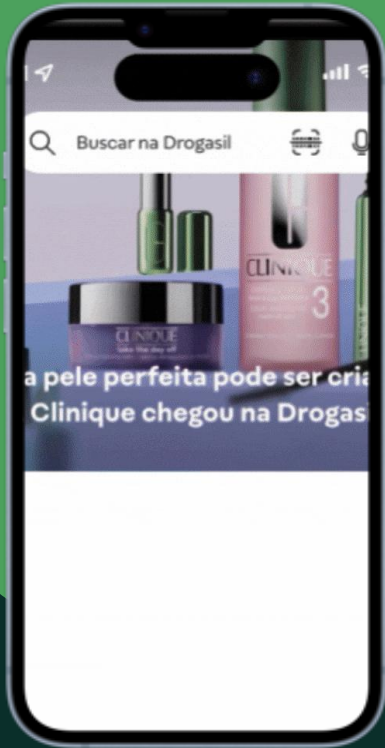 Buscar na Drogasil
CLINIQUE
3
CLINIQUE
take the day off
a pele perfeita pode ser cria
Clinique chegou na Drogasi